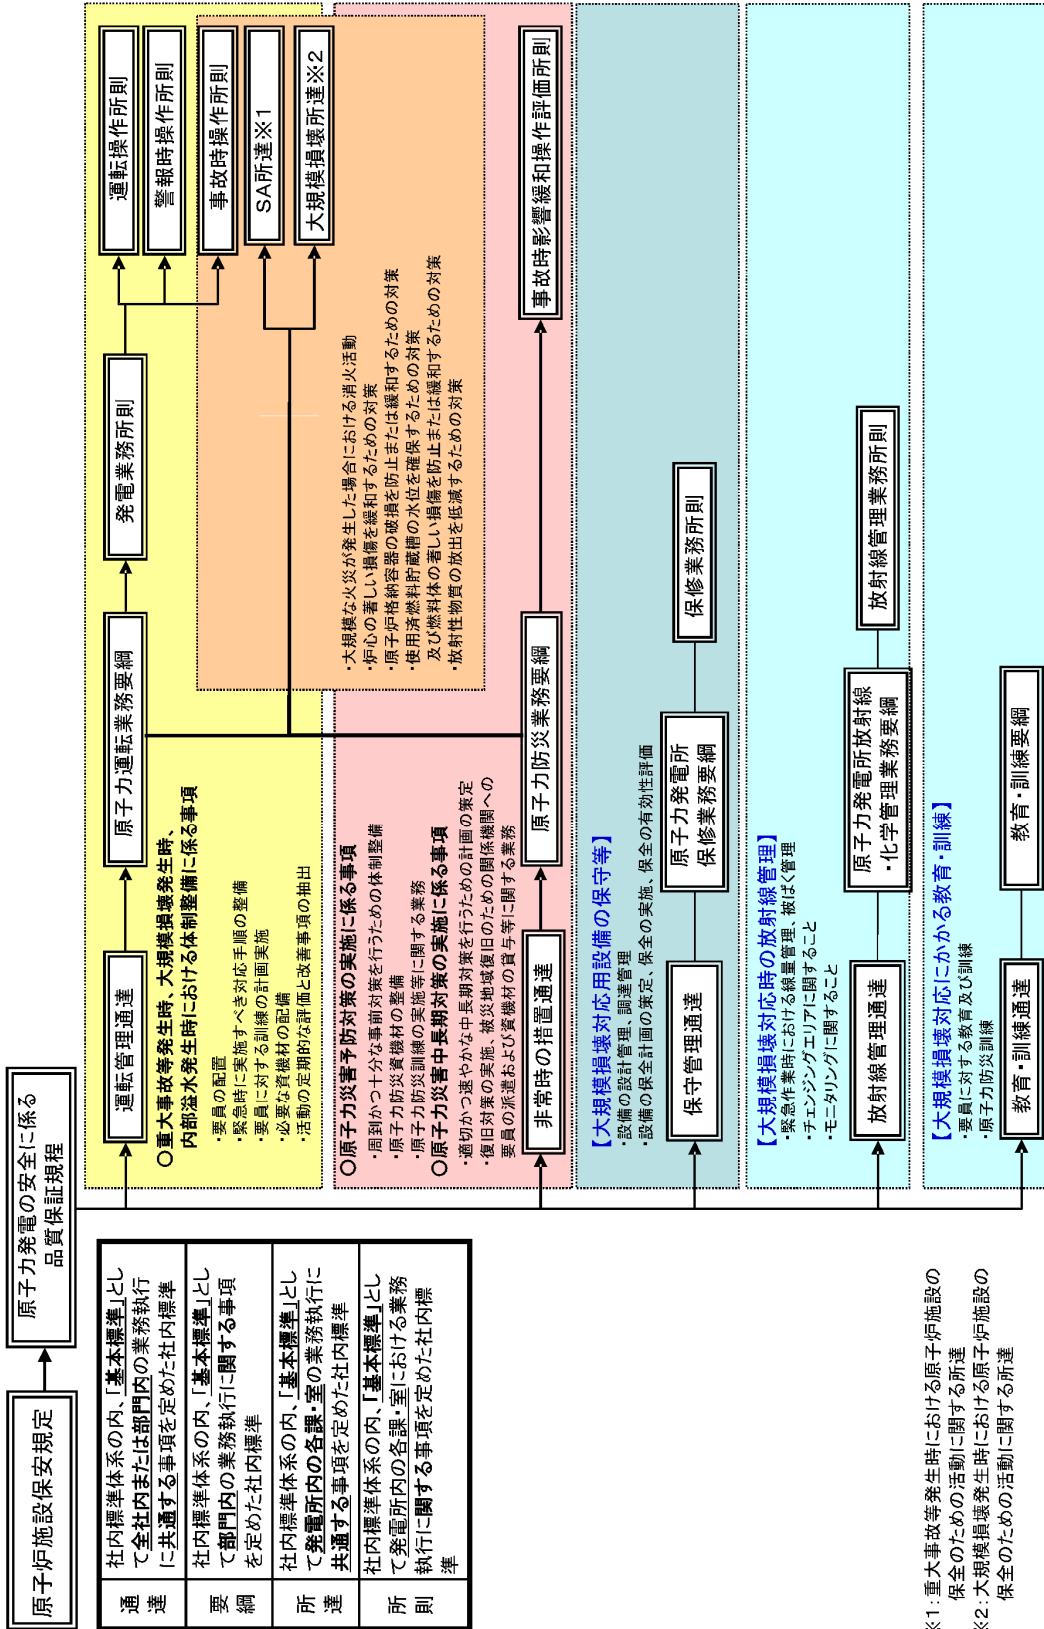 原子炉施設保安規定
原子力発電の安全に係る
品質保証規程
通達
社内標準体系の内、「基本標準」とし
て全社内または部門内の業務執行
に共通する事項を定めた社内標準
要綱
社内標準体系の内、「基本標準」とし
て部門内の業務執行に関する事項
を定めた社内標準
所達
社内標準体系の内、「基本標準」とし
て発電所内の各課・室の業務執行に
共通する事項を定めた社内標準
所則
社内標準体系の内、「基本標準」とし
て発電所内の各課・室における業務
執行に関する事項を定めた社内標
準
運転管理通達
原子力運転業務要綱
発電業務所則
運転操作所則
警報時操作所則
事故時操作所則
SA所達※1
大規模損壊所達※2
○重大事故等発生時、大規模損壊発生時、
内部溢水発生時における体制整備に係る事項
・要員の配置
・緊急時に実施すべき対応手順の整備
・要員に対する訓練の計画実施
・必要な資機材の配備
・活動の定期的な評価と改善事項の抽出
・大規模な火災が発生した場合における消火活動
・炉心の著しい損傷を緩和するための対策
・原子炉格納容器の破損を防止または緩和するための対策
・使用済燃料貯蔵槽の水位を確保するための対策
及び燃料体の著しい損傷を防止または緩和するための対策
・放射性物質の放出を低減するための対策
○原子力災害予防対策の実施に係る事項
・周到かつ十分な事前対策を行うための体制整備
・原子力防災資機材の整備
・原子力防災訓練の実施等に関する業務
○原子力災害中長期対策の実施に係る事項
・適切かつ速やかな中長期対策を行うための計画の策定
・復旧対策の実施、被災地域復旧のための関係機関への
要員の派遣および資機材の貸与等に関する業務
非常時の措置通達
原子力防災業務要綱
事故時影響緩和操作評価所則
【大規模損壊対応用設備の保守等】
・設備の設計管理、調達管理
・設備の保全計画の策定、保全の実施、保全の有効性評価
保守管理通達
原子力発電所
保修業務要綱
保修業務所則
【大規模損壊対応時の放射線管理】
・緊急作業時における線量管理、被ばく管理
・チェンジングエリアに関すること
・モニタリングに関すること
放射線管理通達
原子力発電所放射線
・化学管理業務要綱
放射線管理業務所則
【大規模損壊対応にかかる教育・訓練】
・要員に対する教育及び訓練
・原子力防災訓練
教育・訓練通達
教育・訓練要綱
※1：重大事故等発生時における原子炉施設の
保全のための活動に関する所達
※2：大規模損壊発生時における原子炉施設の
保全のための活動に関する所達